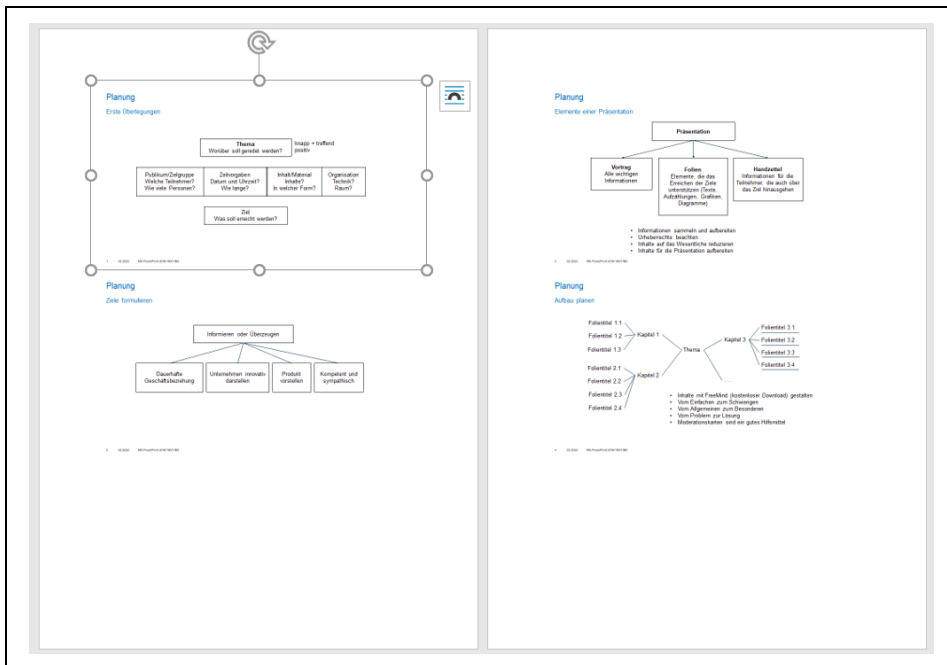 Planung
Erste Überlegungen
Thema
Worüber soll geredet werden?
knapp + treffend
positiv
Publikum/Zielgruppe
Welche Teilnehmer?
Wie viele Personen?
Zeitvorgaben
Datum und Uhrzeit?
Wie lange?
Inhalt/Material
Inhalte?
In welcher Form?
Organisation
Technik?
Raum?
Ziel
Was soll erreicht werden?
Planung
Ziele formulieren
Informieren oder Überzeugen
Dauerhafte
Geschäftsbeziehung
Unternehmen innovativ
darstellen
Produkt
vorstellen
Kompetent und
sympathisch
Planung
Elemente einer Präsentation
Präsentation
Vortrag
Alle wichtigen
Informationen
Folien
Elemente, die das
Erreichen der Ziele
unterstützen (Texte,
Aufzählungen, Grafiken,
Diagramme)
Handzettel
Informationen für die
Teilnehmer, die auch über
das Ziel hinausgehen
• Informationen sammeln und aufbereiten
• Urheberrechte beachten
• Inhalte auf das Wesentliche reduzieren
• Inhalte für die Präsentation aufbereiten
Planung
Aufbau planen
Folientitel 1.1
Folientitel 1.2
Folientitel 1.3
Kapitel 1
Folientitel 2.1
Folientitel 2.2
Folientitel 2.3
Folientitel 2.4
Kapitel 2
Thema
Kapitel 3
Folientitel 3.1
Folientitel 3.2
Folientitel 3.3
Folientitel 3.4
....
• Inhalte mit FreeMind (kostenloser Download) gestalten
• Vom Einfachen zum Schwierigen
• Vom Allgemeinen zum Besonderen
• Vom Problem zur Lösung
• Moderationskarten sind ein gutes Hilfsmittel